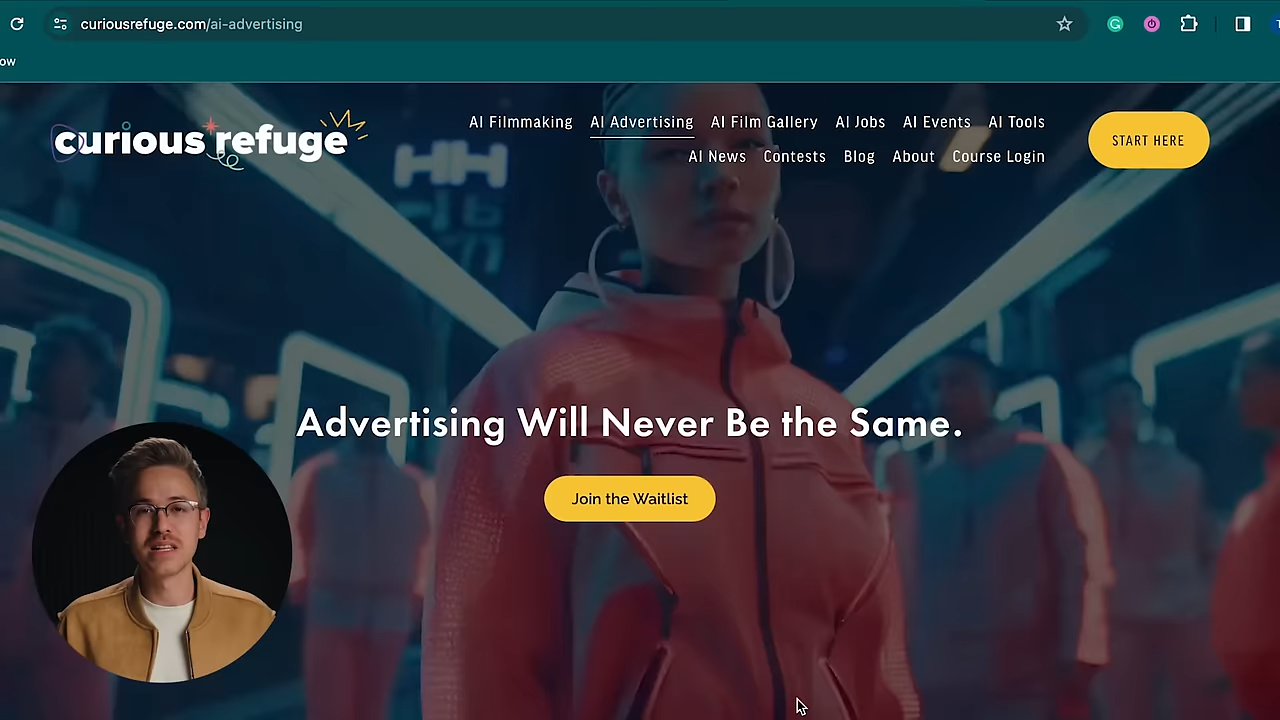 curiousrefuge.com/ai-advertising
ow
curious refuge
AI Filmmaking AI Advertising AI Film Gallery AI Jobs AI Events AI Tools
AI News Contests Blog About Course Login
START HERE
Advertising Will Never Be the Same.
Join the Waitlist